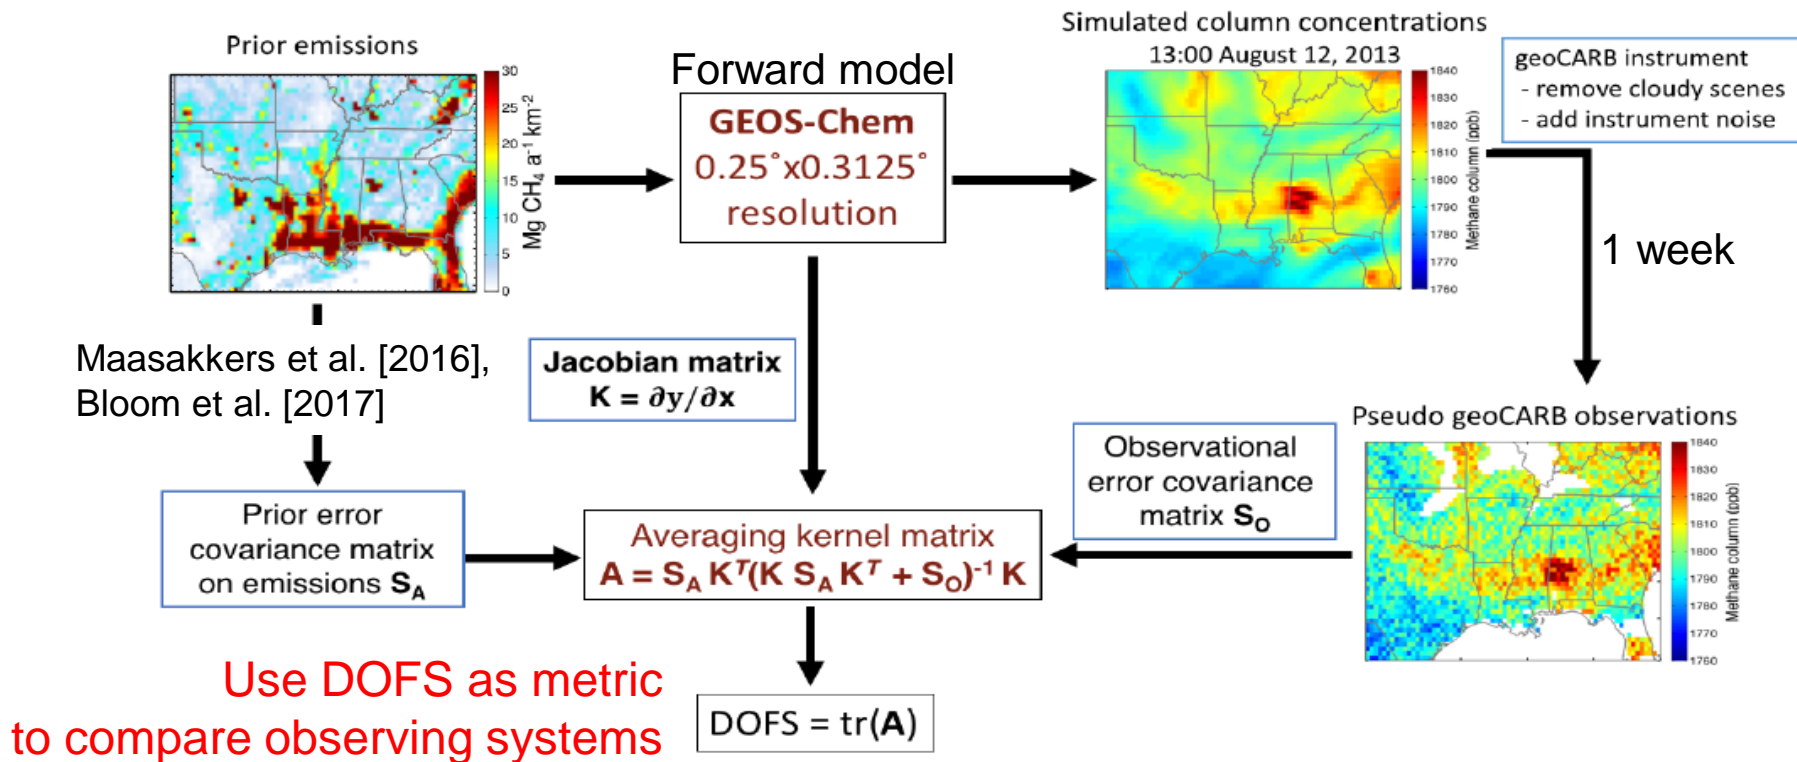 Prior emissions
30
25
20
15
10
5
0
Mg CH₄ a⁻¹ km⁻²
Forward model
GEOS-Chem
0.25˚x0.3125˚
resolution
Simulated column concentrations
13:00 August 12, 2013
1840
1830
1820
1810
1800
1790
1780
1770
1760
Methane column (ppb)
geoCARB instrument
- remove cloudy scenes
- add instrument noise
1 week
Maasakkers et al. [2016],
Bloom et al. [2017]
Jacobian matrix
K = ∂y/∂x
Pseudo geoCARB observations
1840
1830
1820
1810
1800
1790
1780
1770
1760
Methane column (ppb)
Observational
error covariance
matrix S_O
Prior error
covariance matrix
on emissions S_A
Averaging kernel matrix
A = S_A Kᵀ(K S_A Kᵀ + S_O)⁻¹ K
Use DOFS as metric
to compare observing systems
DOFS = tr(A)